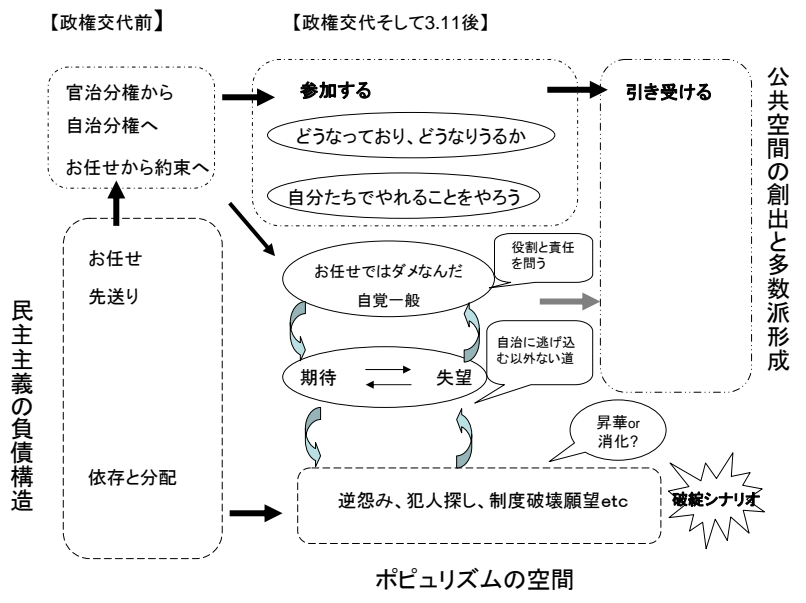 【政権交代前】
【政権交代そして3.11後】
官治分権から
自治分権へ
お任せから約束へ
参加する
どうなっており、どうなりうるか
自分たちでやれることをやろう
引き受ける
公共空間の創出と多数派形成
民主主義の負債構造
お任せ
先送り
依存と分配
お任せではダメなんだ
自覚一般
役割と責任
を問う
期待
失望
自治に逃げ込
む以外ない道
昇華or
消化?
逆怨み、犯人探し、制度破壊願望etc
破綻シナリオ
ポピュリズムの空間